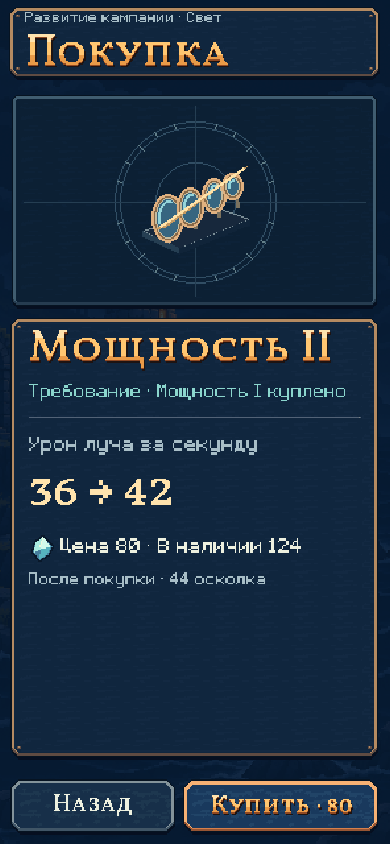 Развитие кампании · Свет
Покупка
Мощность II
Требование · Мощность I куплено
Урон луча за секунду
36 → 42
Цена 80 · В наличии 124
После покупки · 44 осколка
Назад
Купить · 80